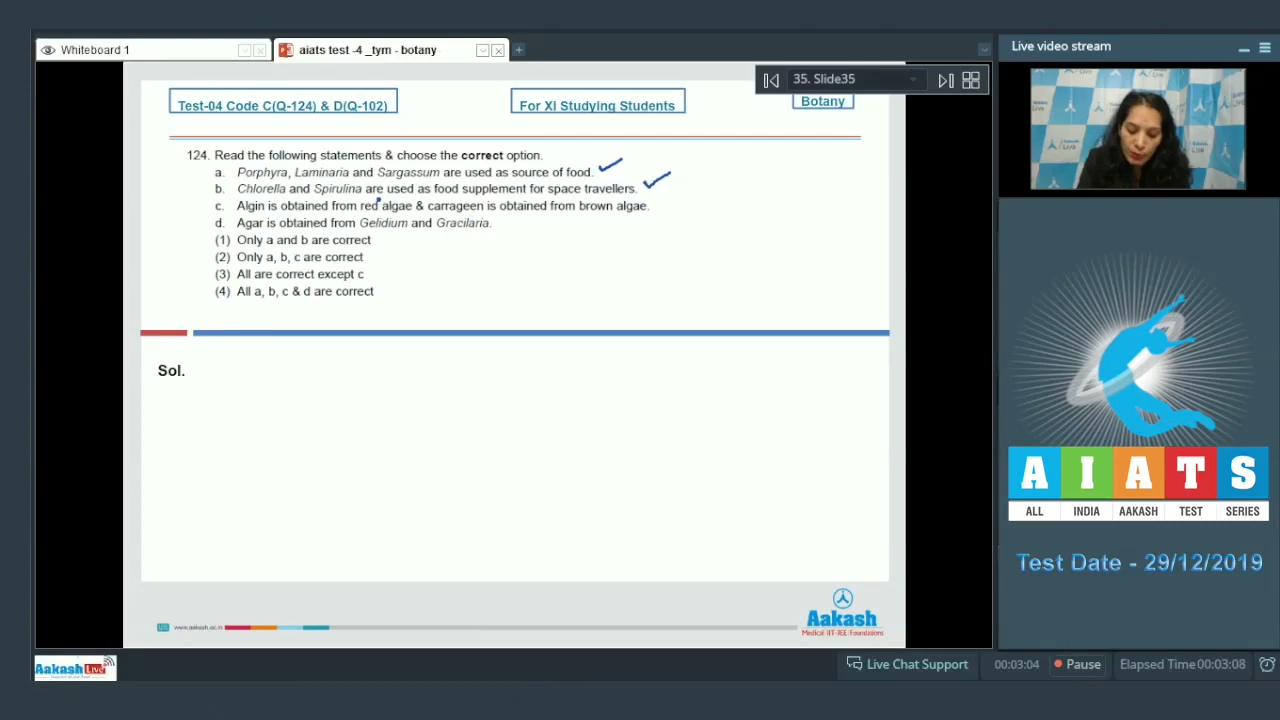 Whiteboard 1
aiats test -4 _tym - botany
Live video stream
35. Slide35
Test-04 Code C(Q-124) & D(Q-102)
For XI Studying Students
Botany
124. Read the following statements & choose the correct option.
a. Porphyra, Laminaria and Sargassum are used as source of food.
b. Chlorella and Spirulina are used as food supplement for space travellers.
c. Algin is obtained from red algae & carrageen is obtained from brown algae.
d. Agar is obtained from Gelidium and Gracilaria.
(1) Only a and b are correct
(2) Only a, b, c are correct
(3) All are correct except c
(4) All a, b, c & d are correct
Sol.
AIATS
ALL INDIA AAKASH TEST SERIES
Test Date - 29/12/2019
www.aakash.ac.in
Aakash
Medical|IIT-JEE|Foundations
Aakash Live
Live Chat Support
00:03:04
Pause
Elapsed Time 00:03:08